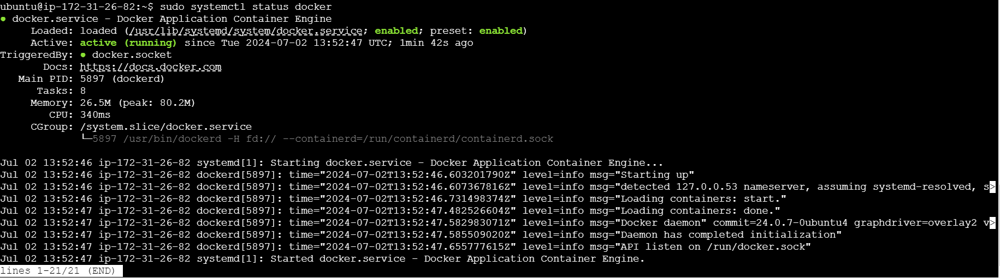 ubuntu@ip-172-31-26-82:~$ sudo systemctl status docker
● docker.service - Docker Application Container Engine
     Loaded: loaded (/usr/lib/systemd/system/docker.service; enabled; preset: enabled)
     Active: active (running) since Tue 2024-07-02 13:52:47 UTC; 1min 42s ago
TriggeredBy: ● docker.socket
       Docs: https://docs.docker.com
   Main PID: 5897 (dockerd)
      Tasks: 8
     Memory: 26.5M (peak: 80.2M)
        CPU: 340ms
     CGroup: /system.slice/docker.service
             └─5897 /usr/bin/dockerd -H fd:// --containerd=/run/containerd/containerd.sock

Jul 02 13:52:46 ip-172-31-26-82 systemd[1]: Starting docker.service - Docker Application Container Engine...
Jul 02 13:52:46 ip-172-31-26-82 dockerd[5897]: time="2024-07-02T13:52:46.603201790Z" level=info msg="Starting up"
Jul 02 13:52:46 ip-172-31-26-82 dockerd[5897]: time="2024-07-02T13:52:46.607367816Z" level=info msg="detected 127.0.0.53 nameserver, assuming systemd-resolved, s>
Jul 02 13:52:46 ip-172-31-26-82 dockerd[5897]: time="2024-07-02T13:52:46.731498374Z" level=info msg="Loading containers: start."
Jul 02 13:52:47 ip-172-31-26-82 dockerd[5897]: time="2024-07-02T13:52:47.482526604Z" level=info msg="Loading containers: done."
Jul 02 13:52:47 ip-172-31-26-82 dockerd[5897]: time="2024-07-02T13:52:47.582983071Z" level=info msg="Docker daemon" commit=24.0.7-0ubuntu4 graphdriver=overlay2 v>
Jul 02 13:52:47 ip-172-31-26-82 dockerd[5897]: time="2024-07-02T13:52:47.585509020Z" level=info msg="Daemon has completed initialization"
Jul 02 13:52:47 ip-172-31-26-82 dockerd[5897]: time="2024-07-02T13:52:47.655777615Z" level=info msg="API listen on /run/docker.sock"
Jul 02 13:52:47 ip-172-31-26-82 systemd[1]: Started docker.service - Docker Application Container Engine.
lines 1-21/21 (END)